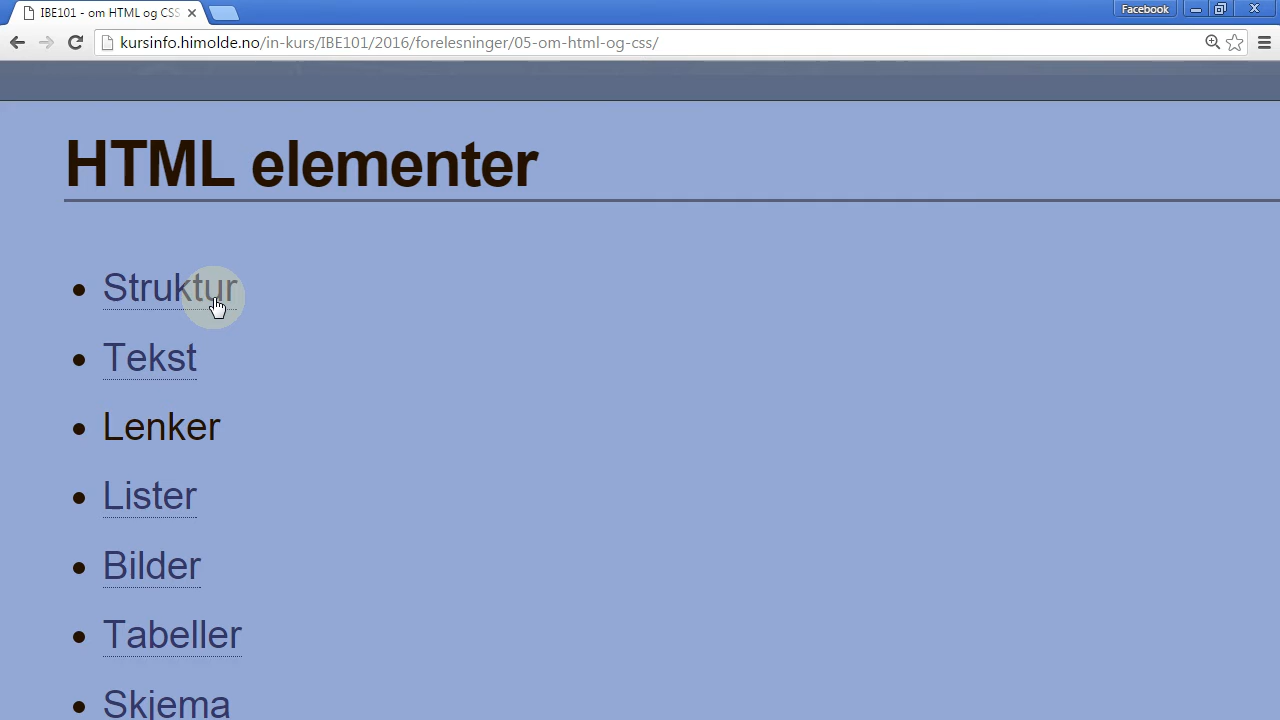 IBE101 - om HTML og CSS
Facebook
kursinfo.himolde.no/in-kurs/IBE101/2016/forelesninger/05-om-html-og-css/
HTML elementer
Struktur
Tekst
Lenker
Lister
Bilder
Tabeller
Skjema